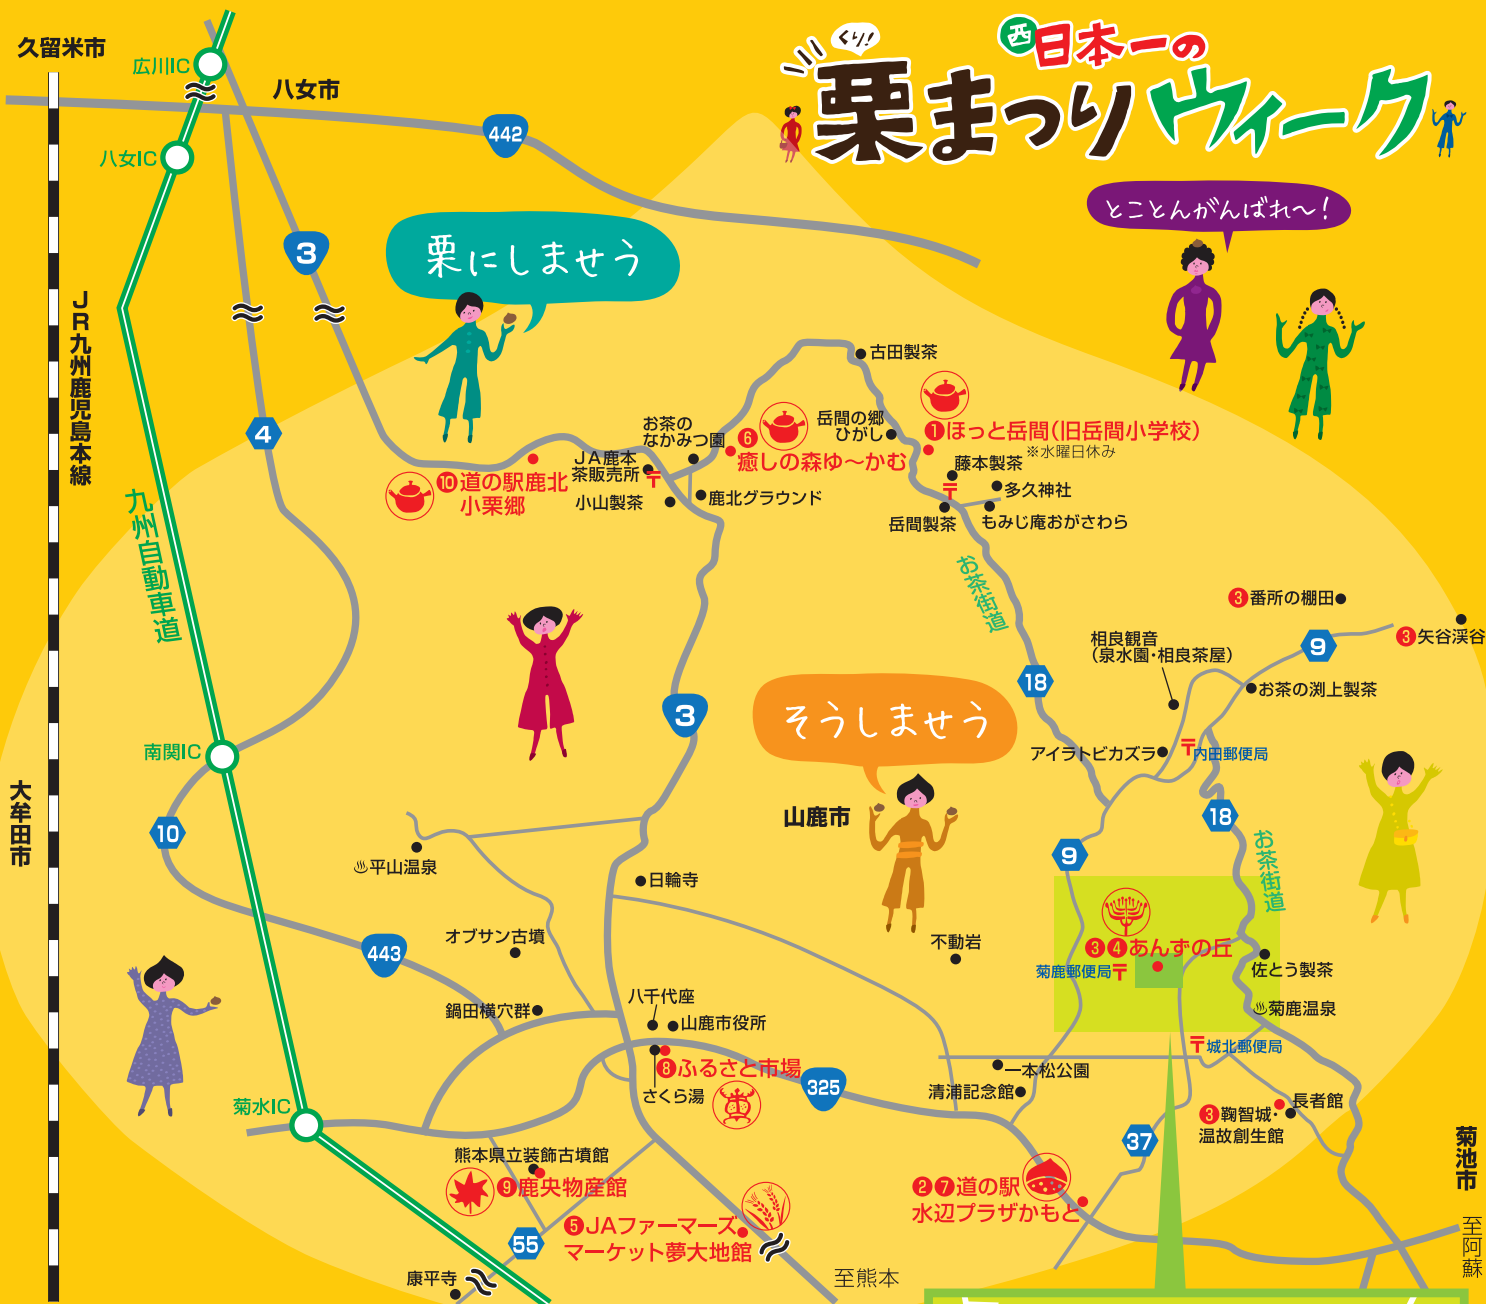 久留米市
広川IC
八女市
八女IC
442
くり!
西日本一の
栗まつりウィーク
とことんがんばれ〜!
栗にしませう
3
4
JR九州鹿児島本線
九州自動車道
古田製茶
岳間の郷
ひがし
❶ほっと岳間(旧岳間小学校)
※水曜日休み
お茶の
なかみつ園
❻
癒しの森ゆ〜かむ
JA鹿本
茶販売所
〒
❿道の駅鹿北
小栗郷
小山製茶
鹿北グラウンド
藤本製茶
〒
多久神社
岳間製茶
もみじ庵おがさわら
お茶街道
❸番所の棚田
❸矢谷渓谷
9
相良観音
(泉水園・相良茶屋)
18
お茶の渕上製茶
3
そうしませう
アイラトビカズラ
〒内田郵便局
南関IC
大牟田市
10
山鹿市
18
お茶街道
9
♨平山温泉
日輪寺
オブサン古墳
443
不動岩
❸❹あんずの丘
菊鹿郵便局〒
佐とう製茶
♨菊鹿温泉
鍋田横穴群
八千代座
山鹿市役所
〒城北郵便局
❽ふるさと市場
さくら湯
325
一本松公園
清浦記念館
菊水IC
❸鞠智城・
温故創生館
長者館
37
菊池市
熊本県立装飾古墳館
❾鹿央物産館
❷❼道の駅
水辺プラザかもと
❺JAファーマーズ
マーケット夢大地館
55
康平寺
至熊本
至阿蘇